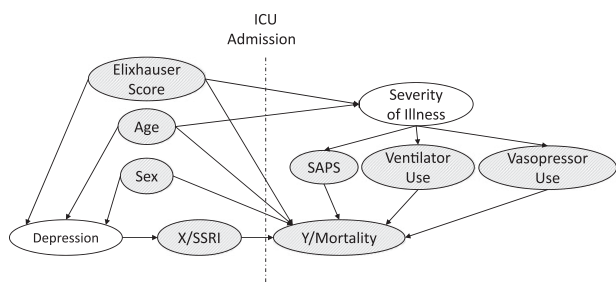 ICU
Admission
Elixhauser
Score
Severity
of Illness
Age
SAPS
Ventilator
Use
Vasopressor
Use
Sex
Depression
X/SSRI
Y/Mortality